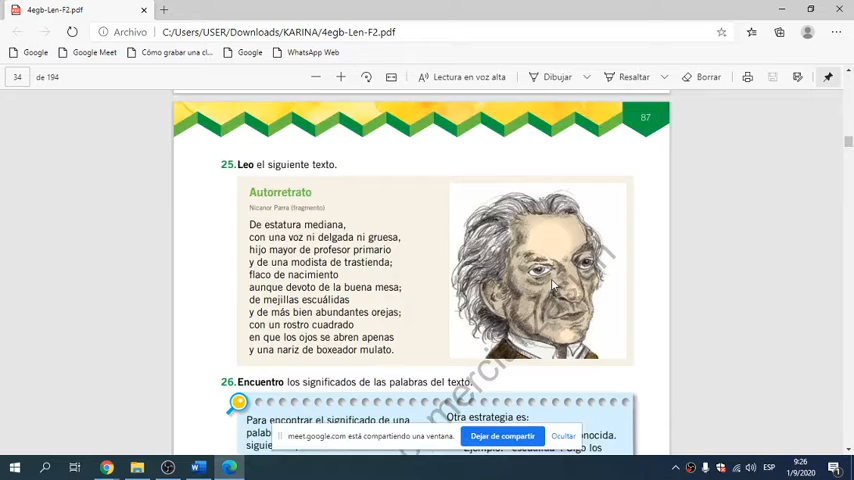 4egb-Len-F2.pdf
Archivo
C:/Users/USER/Downloads/KARINA/4egb-Len-F2.pdf
Google
Google Meet
Cómo grabar una cl...
Google
WhatsApp Web
34
de 194
Lectura en voz alta
Dibujar
Resaltar
Borrar
87
25. Leo el siguiente texto.
Autorretrato
Nicanor Parra (fragmento)
De estatura mediana,
con una voz ni delgada ni gruesa,
hijo mayor de profesor primario
y de una modista de trastienda;
flaco de nacimiento
aunque devoto de la buena mesa;
de mejillas escuálidas
y de más bien abundantes orejas;
con un rostro cuadrado
en que los ojos se abren apenas
y una nariz de boxeador mulato.
26. Encuentro los significados de las palabras del texto.
Para encontrar el significado de una
Otra estrategia es:
meet.google.com está compartiendo una ventana.
Dejar de compartir
Ocultar
ESP
9:26
1/9/2020